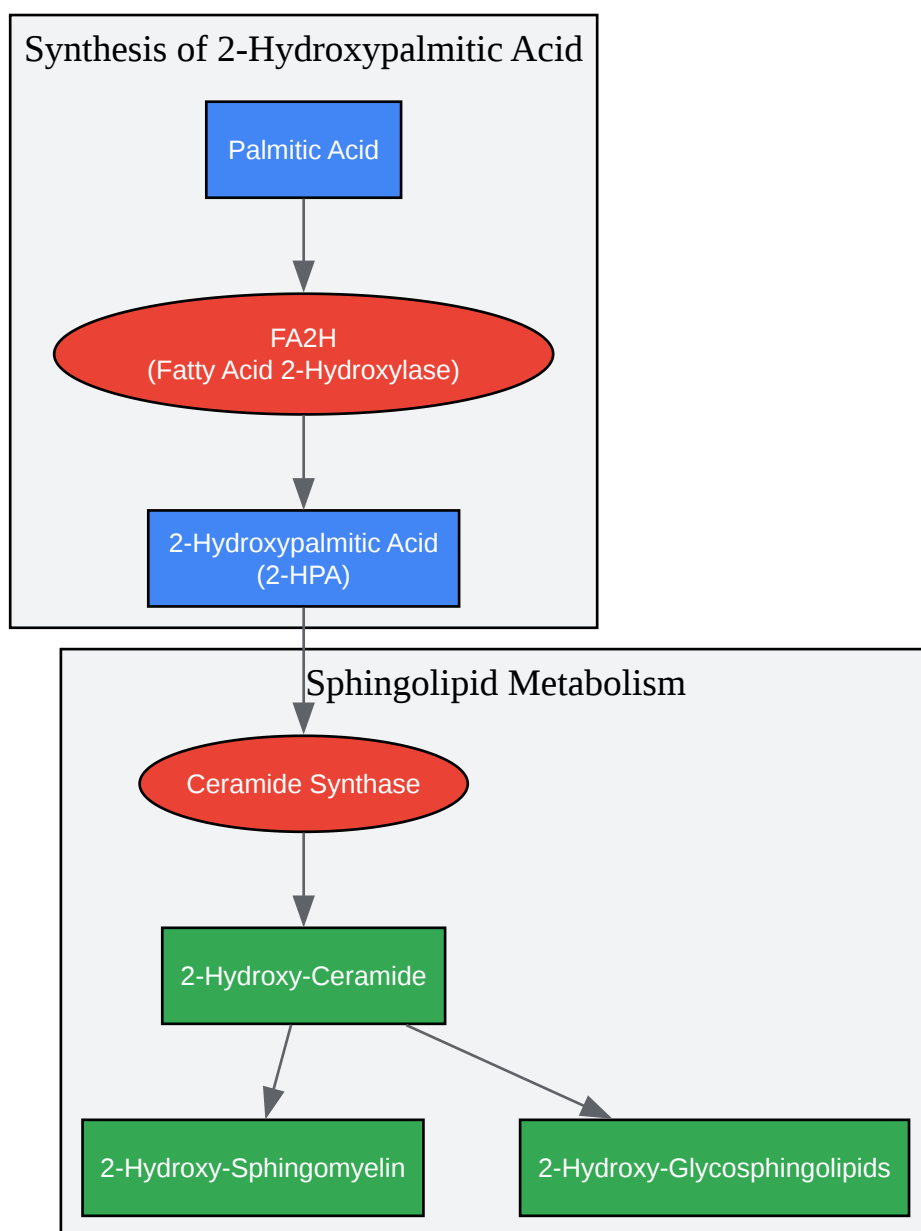 Synthesis of 2-Hydroxypalmitic Acid
Palmitic Acid
FA2H
(Fatty Acid 2-Hydroxylase)
2-Hydroxypalmitic Acid
(2-HPA)
Sphingolipid Metabolism
Ceramide Synthase
2-Hydroxy-Ceramide
2-Hydroxy-Sphingomyelin
2-Hydroxy-Glycosphingolipids